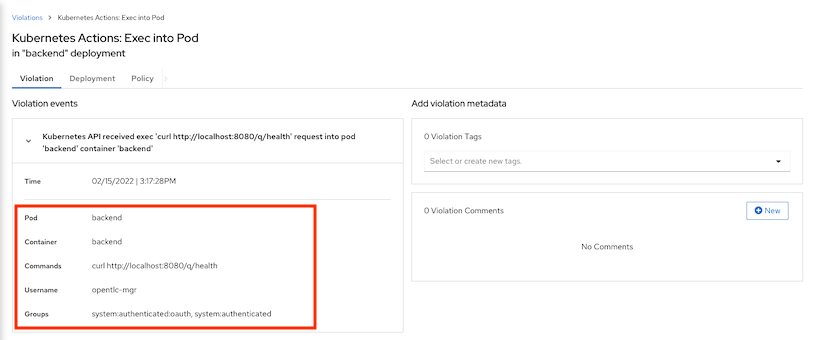 Violations > Kubernetes Actions: Exec into Pod
Kubernetes Actions: Exec into Pod
in "backend" deployment
Violation Deployment Policy
Violation events
Kubernetes API received exec 'curl http://localhost:8080/q/health' request into pod
'backend' container 'backend'
Time 02/15/2022 | 3:17:28PM
Pod backend
Container backend
Commands curl http://localhost:8080/q/health
Username opentlc-mgr
Groups system:authenticated:oauth, system:authenticated
Add violation metadata
0 Violation Tags
Select or create new tags.
0 Violation Comments
New
No Comments